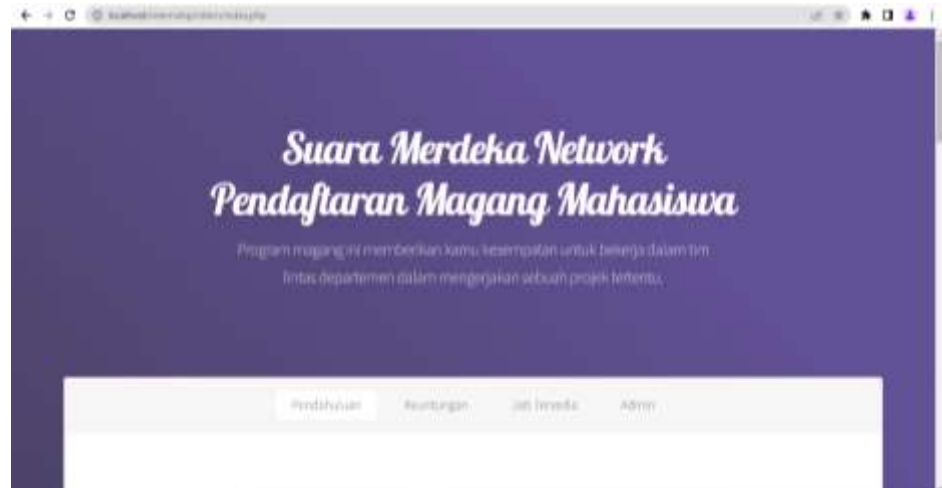 Suara Merdeka Network
Pendaftaran Magang Mahasiswa
Program magang ini memberikan kamu kesempatan untuk bekerja dalam tim
lintas departemen dalam mengerjakan sebuah projek tertentu.
Pendahuluan Keuntungan Job Tersedia Admin